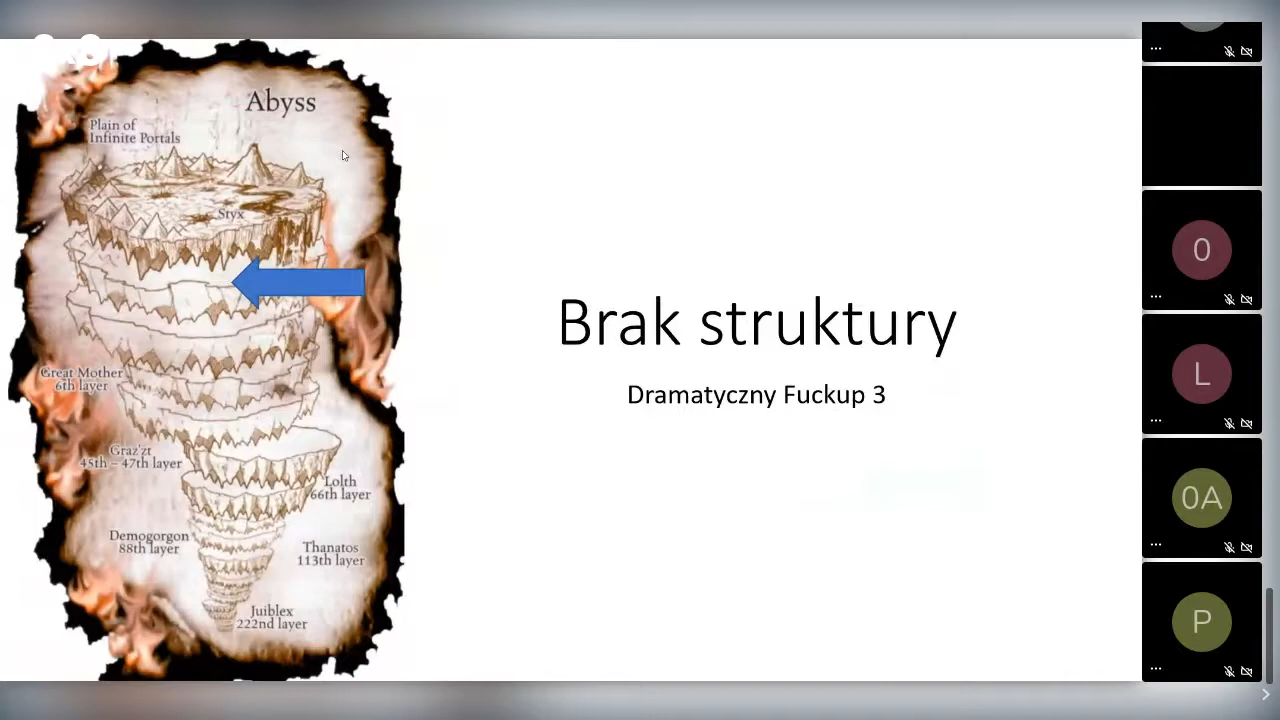 Abyss
Plain of
Infinite Portals
Styx
Great Mother
6th layer
Graz'zt
45th – 47th layer
Lolth
66th layer
Demogorgon
88th layer
Thanatos
113th layer
Juiblex
222nd layer
Brak struktury
Dramatyczny Fuckup 3
0
L
0A
P